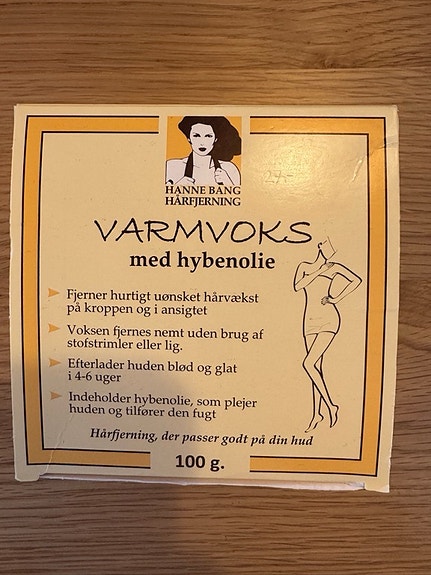 HANNE BANG
HÅRFJERNING
VARMVOKS
med hybenolie
Fjerner hurtigt uønsket hårvækst
på kroppen og i ansigtet
Voksen fjernes nemt uden brug af
stofstrimler eller lig.
Efterlader huden blød og glat
i 4-6 uger
Indeholder hybenolie, som plejer
huden og tilfører den fugt
Hårfjerning, der passer godt på din hud
100 g.